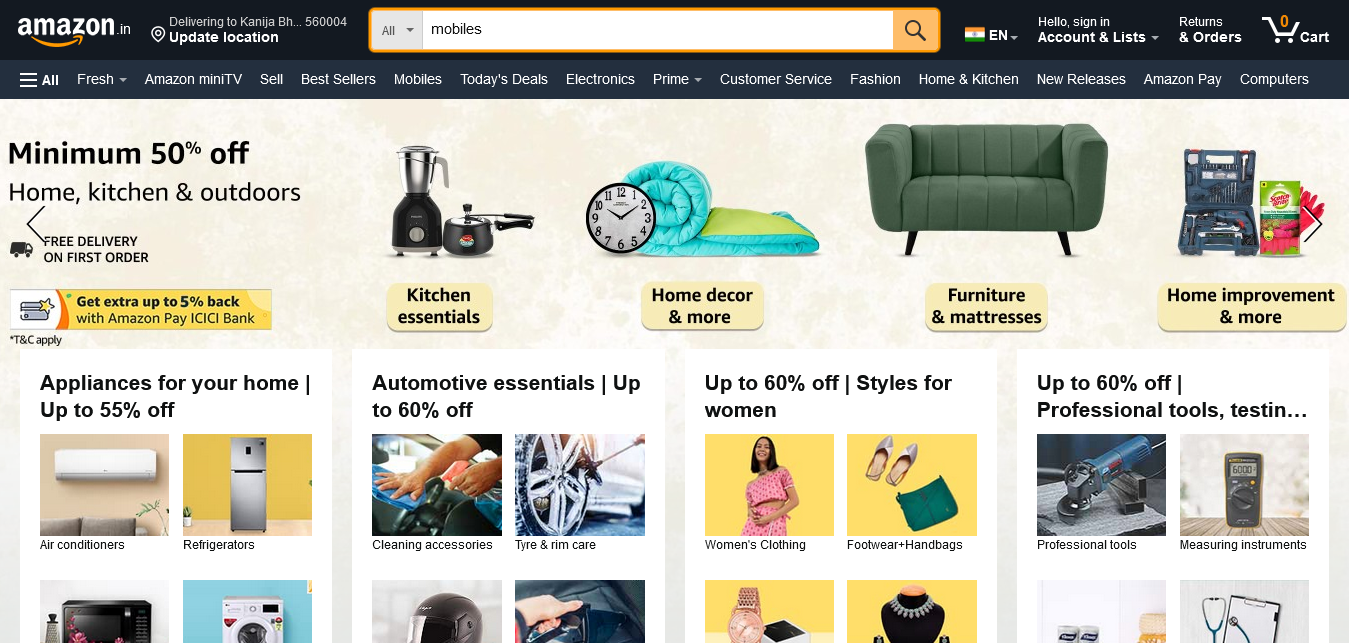 amazon.in
Delivering to Kanija Bh... 560004
Update location
All
mobiles
EN
Hello, sign in
Account & Lists
Returns
& Orders
0
Cart
All
Fresh
Amazon miniTV
Sell
Best Sellers
Mobiles
Today's Deals
Electronics
Prime
Customer Service
Fashion
Home & Kitchen
New Releases
Amazon Pay
Computers
Minimum 50% off
Home, kitchen & outdoors
FREE DELIVERY
ON FIRST ORDER
Get extra up to 5% back
with Amazon Pay ICICI Bank
*T&C apply
Kitchen
essentials
Home decor
& more
Furniture
& mattresses
Home improvement
& more
Scotch
Brite
Appliances for your home |
Up to 55% off
Air conditioners
Refrigerators
Automotive essentials | Up
to 60% off
Cleaning accessories
Tyre & rim care
Up to 60% off | Styles for
women
Women's Clothing
Footwear+Handbags
Up to 60% off |
Professional tools, testin…
Professional tools
Measuring instruments